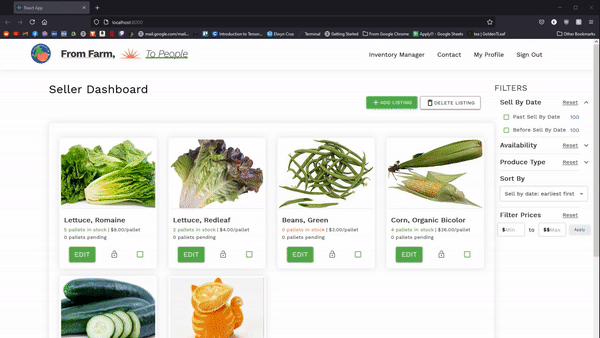 React App
localhost:3000
mail.google.com/mai...
Introduction to Tensor...
Elwyn Cruz
Terminal
Getting Started
From Google Chrome
Apply!!! - Google Sheets
tea | GoldenTLeaf
Other Bookmarks
From Farm,
To People
Inventory Manager
Contact
My Profile
Sign Out
Seller Dashboard
+ ADD LISTING
DELETE LISTING
FILTERS
Sell By Date Reset
Past Sell By Date 100
Before Sell By Date 100
Availability Reset
Produce Type Reset
Sort By
Sell by date: earliest first
Filter Prices Reset
$Min to $$Max Apply
Lettuce, Romaine
5 pallets in stock | $8.00/pallet
0 pallets pending
EDIT
Lettuce, Redleaf
2 pallets in stock | $4.00/pallet
0 pallets pending
EDIT
Beans, Green
0 pallets in stock | $2.00/pallet
0 pallets pending
EDIT
Corn, Organic Bicolor
4 pallets in stock | $26.00/pallet
0 pallets pending
EDIT